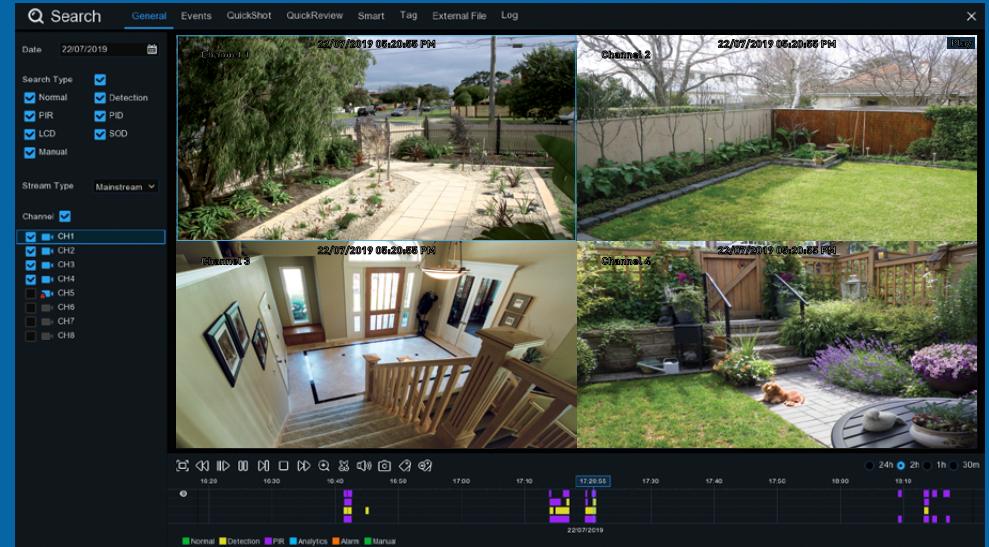 Search General Events QuickShot QuickReview Smart Tag External File Log
Date 22/07/2019
Search Type
Normal Detection
PIR PID
LCD SOD
Manual
Stream Type Mainstream
Channel
CH1
CH2
CH3
CH4
CH5
CH6
CH7
CH8
22/07/2019 05:20:55 PM
Channel 1
22/07/2019 05:20:55 PM
Play
Channel 2
22/07/2019 05:20:55 PM
Channel 3
22/07/2019 05:20:55 PM
Channel 4
24h 2h 1h 30m
16:20 16:30 16:40 16:50 17:00 17:10 17:20:55 17:30 17:40 17:50 18:00 18:10
22/07/2019
Normal Detection PIR Analytics Alarm Manual